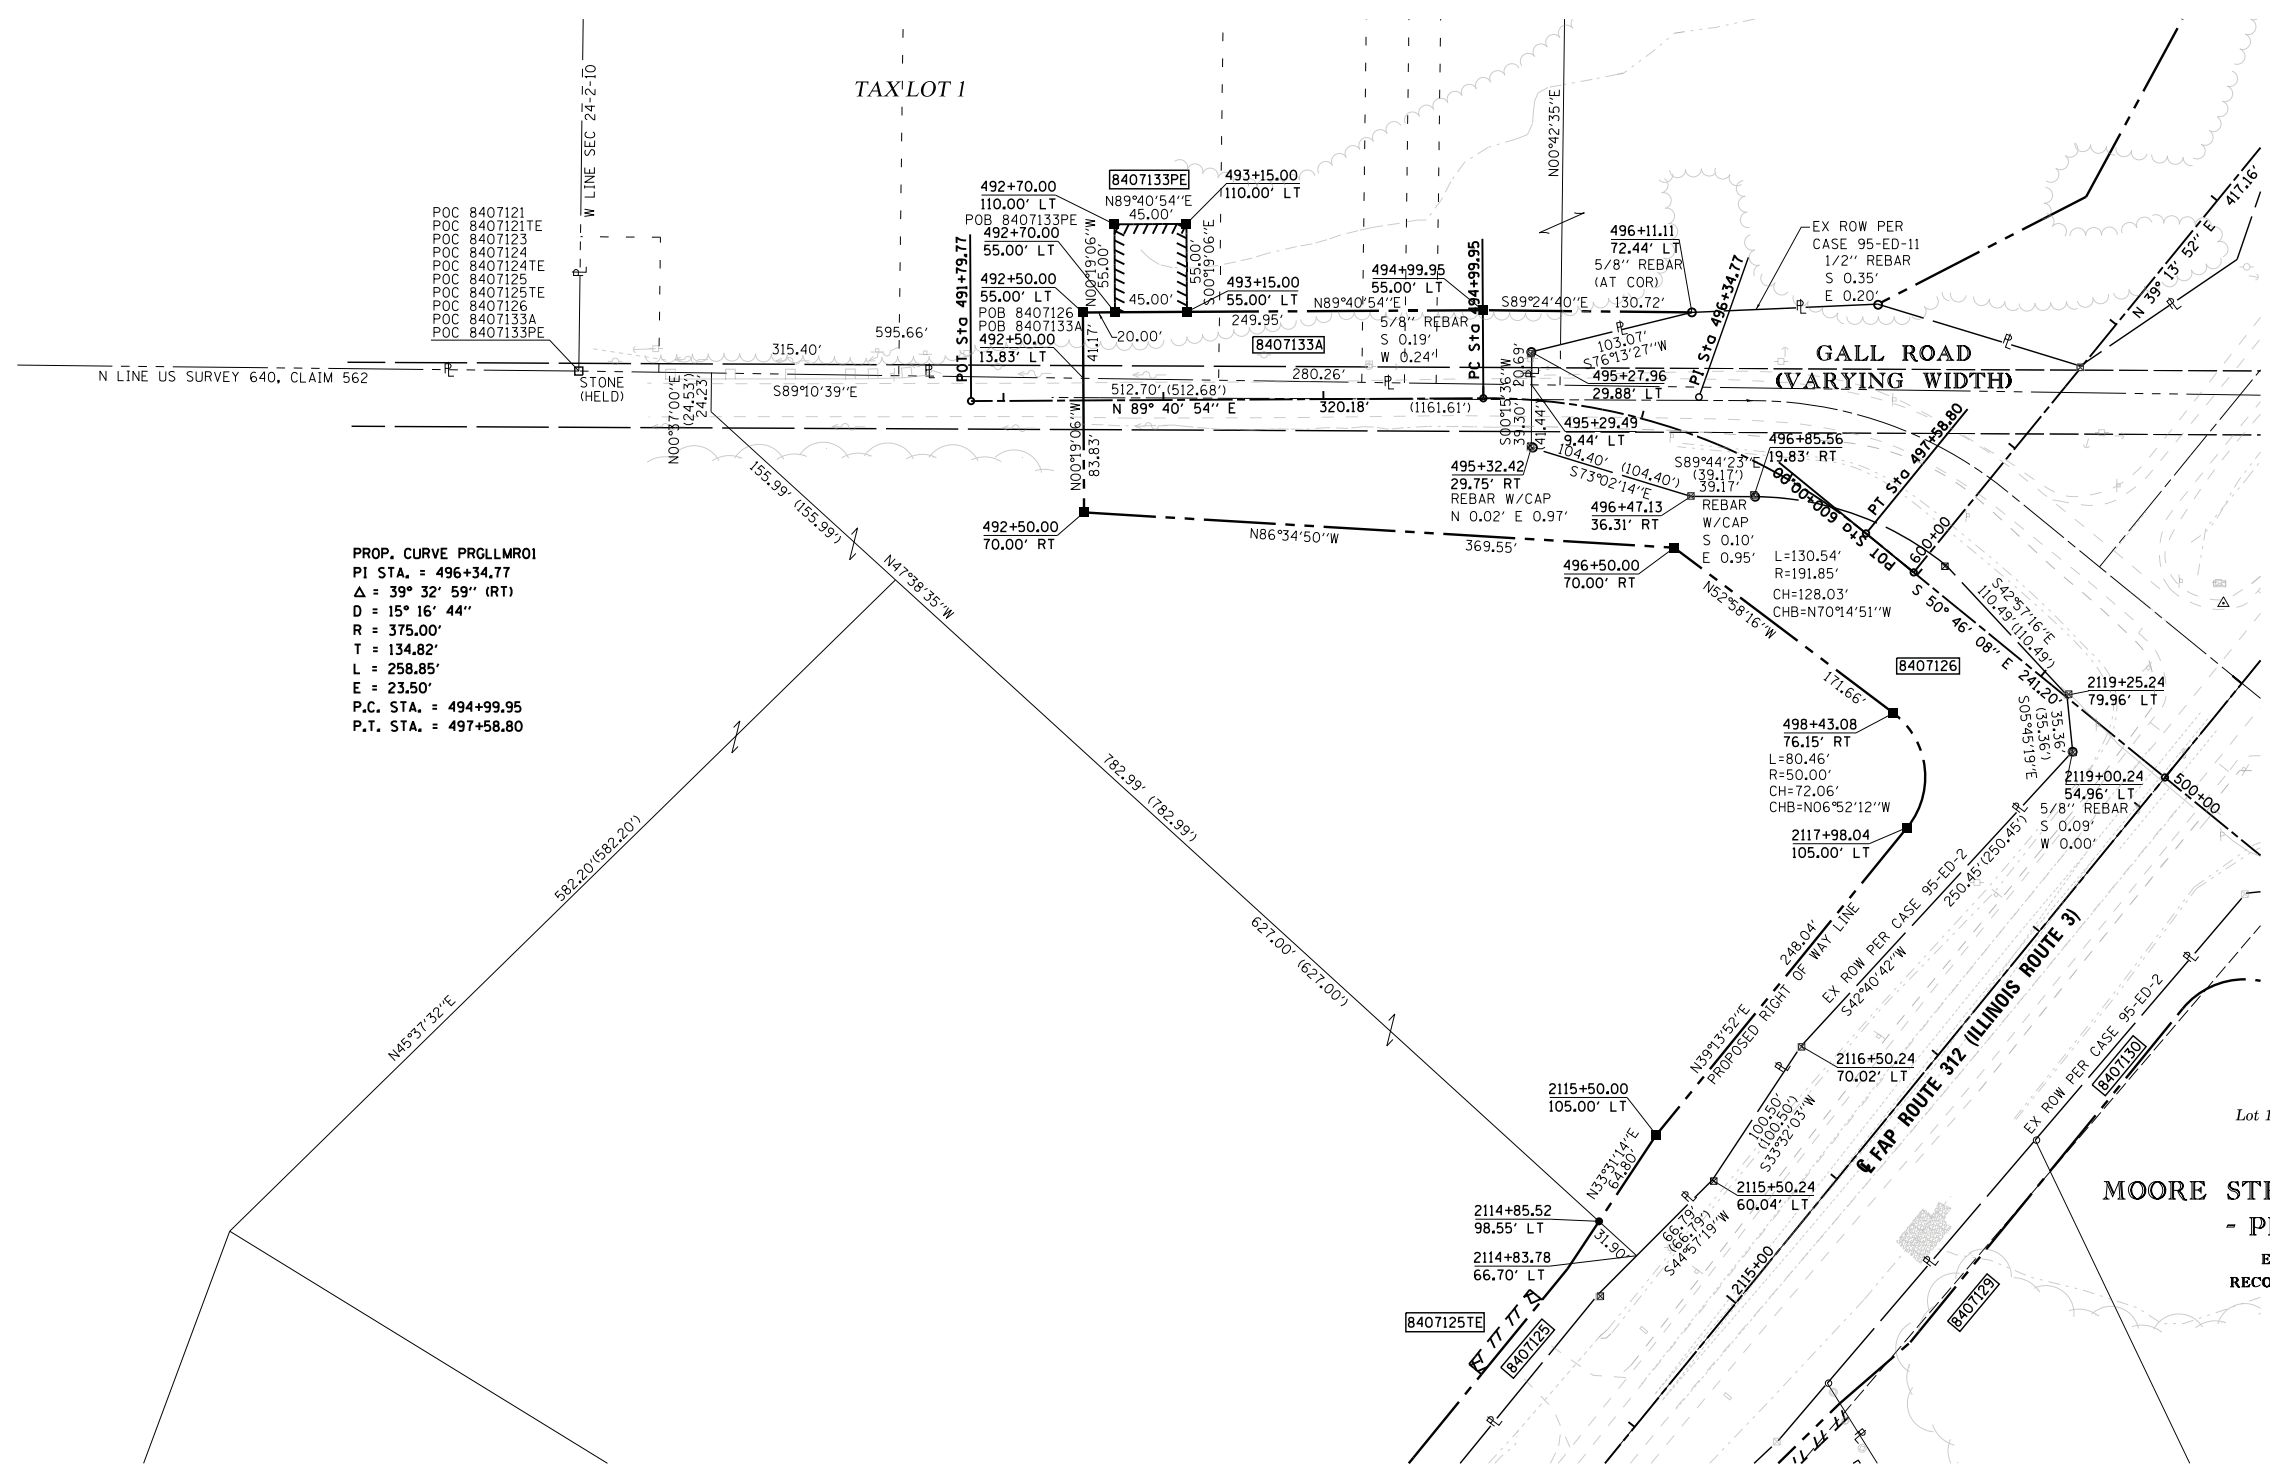 TAX LOT 1
W LINE SEC 24-2-10
POC 8407121
POC 8407121TE
POC 8407123
POC 8407124
POC 8407124TE
POC 8407125
POC 8407125TE
POC 8407126
POC 8407133A
POC 8407133PE
STONE
(HELD)
N LINE US SURVEY 640, CLAIM 562
315.40'
595.66'
S89°10'39"E
N00°37'00"E
(24.53')
24.23'
POT Sta 491+79.77
492+70.00
110.00' LT
POB 8407133PE
492+70.00
55.00' LT
492+50.00
55.00' LT
POB 8407126
POB 8407133A
492+50.00
13.83' LT
8407133PE
N89°40'54"E
45.00'
493+15.00
110.00' LT
N00°19'06"W
55.00'
S00°19'06"E
55.00'
45.00'
493+15.00
55.00' LT
41.17'
20.00'
249.95'
8407133A
280.26'
512.70' (512.68')
N 89° 40' 54" E
320.18'
(1161.61')
N00°19'06"W
83.83'
492+50.00
70.00' RT
494+99.95
55.00' LT
N89°40'54"E
5/8" REBAR
S 0.19'
W 0.24'
PC Sta 494+99.95
S89°24'40"E
130.72'
N00°42'35"E
496+11.11
72.44' LT
5/8" REBAR
(AT COR)
EX ROW PER
CASE 95-ED-11
1/2" REBAR
S 0.35'
E 0.20'
PI Sta 496+34.77
103.07'
S76°13'27"W
20.69'
S00°15'36"W
39.30'
(41.44')
495+27.96
29.88' LT
495+29.49
9.44' LT
495+32.42
29.75' RT
REBAR W/CAP
N 0.02' E 0.97'
104.40' (104.40')
S73°02'14"E
S89°44'23"E
(39.17')
39.17'
496+85.56
19.83' RT
496+47.13
36.31' RT
REBAR
W/CAP
S 0.10'
E 0.95'
GALL ROAD
(VARYING WIDTH)
N 39° 13' 52" E
417.16'
PT Sta 497+58.80
POT Sta 600+00.00
600+00
L=130.54'
R=191.85'
CH=128.03'
CHB=N70°14'51"W
S 50° 46' 08" E
241.20'
S42°57'16"E
110.49' (110.49')
8407126
N86°34'50"W
369.55'
496+50.00
70.00' RT
N52°58'16"W
171.66'
498+43.08
76.15' RT
L=80.46'
R=50.00'
CH=72.06'
CHB=N06°52'12"W
2117+98.04
105.00' LT
2119+25.24
79.96' LT
35.36'
(35.36')
S05°45'19"E
2119+00.24
54.96' LT
5/8" REBAR
S 0.09'
W 0.00'
500+00
PROP. CURVE PRGLLMR01
PI STA. = 496+34.77
Δ = 39° 32' 59" (RT)
D = 15° 16' 44"
R = 375.00'
T = 134.82'
L = 258.85'
E = 23.50'
P.C. STA. = 494+99.95
P.T. STA. = 497+58.80
155.99' (155.99')
N47°38'35"W
782.99' (782.99')
627.00' (627.00')
582.20' (582.20')
N45°37'32"E
248.04'
N39°13'52"E
PROPOSED RIGHT OF WAY LINE
EX ROW PER CASE 95-ED-2
250.45' (250.45')
S42°40'42"W
2116+50.24
70.02' LT
2115+50.00
105.00' LT
N33°31'14"E
64.80'
100.50'
(100.50')
S33°32'03"W
2115+50.24
60.04' LT
66.79'
(66.79')
S44°57'19"W
2114+85.52
98.55' LT
31.90'
2114+83.78
66.70' LT
2115+00
℄ FAP ROUTE 312 (ILLINOIS ROUTE 3)
EX ROW PER CASE 95-ED-2
8407130
8407129
8407125TE
8407125
Lot 1
MOORE